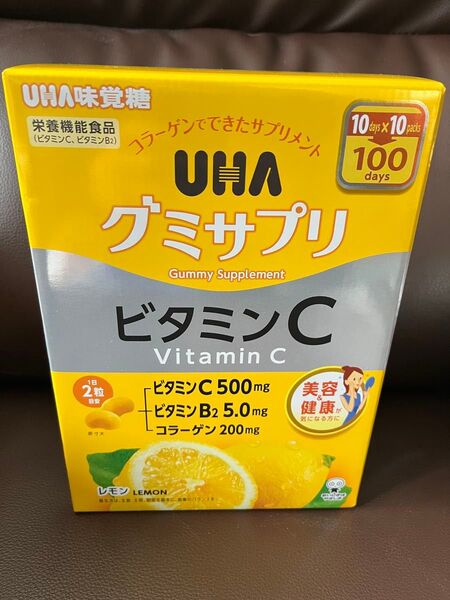 UHA味覚糖
栄養機能食品
(ビタミンC、ビタミンB2)
コラーゲンでできたサプリメント
10days×10packs
100
days
UHA
グミサプリ
Gummy Supplement
ビタミンC
Vitamin C
1日
2粒
目安
ビタミンC 500mg
ビタミンB2 5.0mg
コラーゲン 200mg
美容
&
健康が
気になる方に
レモン LEMON